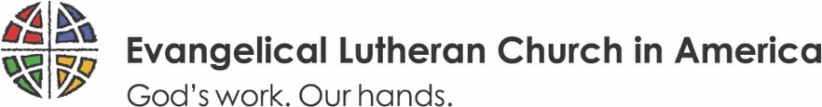 Evangelical Lutheran Church in America
God's work. Our hands.